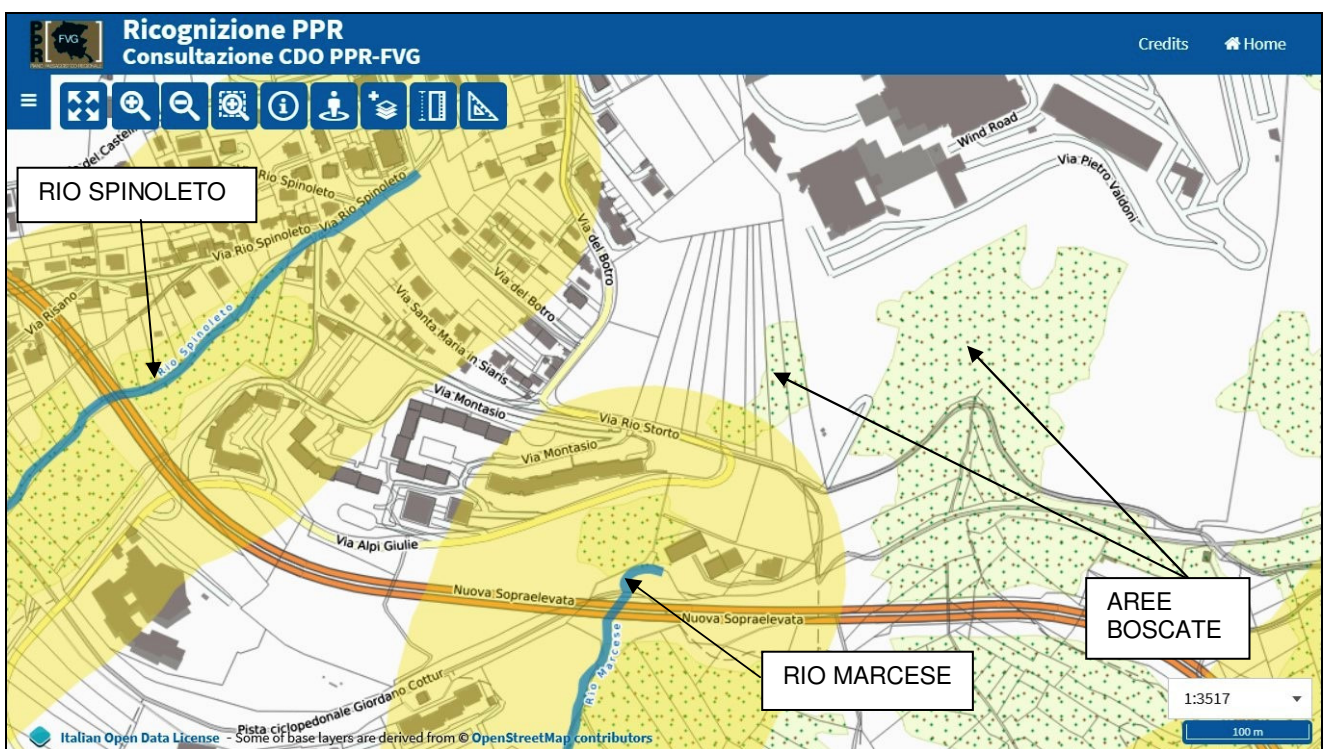 FVG
Ricognizione PPR
Consultazione CDO PPR-FVG
Credits
Home
Wind Road
Via Pietro Valdoni
RIO SPINOLETO
Rio Spinoleto
Via Rio Spinoleto
Via Rio Spinoleto
Via del Botro
Via del Botro
Via Risano
Rio Spinoleto
Via Santa Maria in Siaris
Via Montasio
Via Rio Storto
Via Montasio
Via Alpi Giulie
Nuova Sopraelevata
Nuova Sopraelevata
AREE
BOSCATE
Rio Marcese
RIO MARCESE
Pista ciclopedonale Giordano Cottur
1:3517
100 m
Italian Open Data License - Some of base layers are derived from © OpenStreetMap contributors